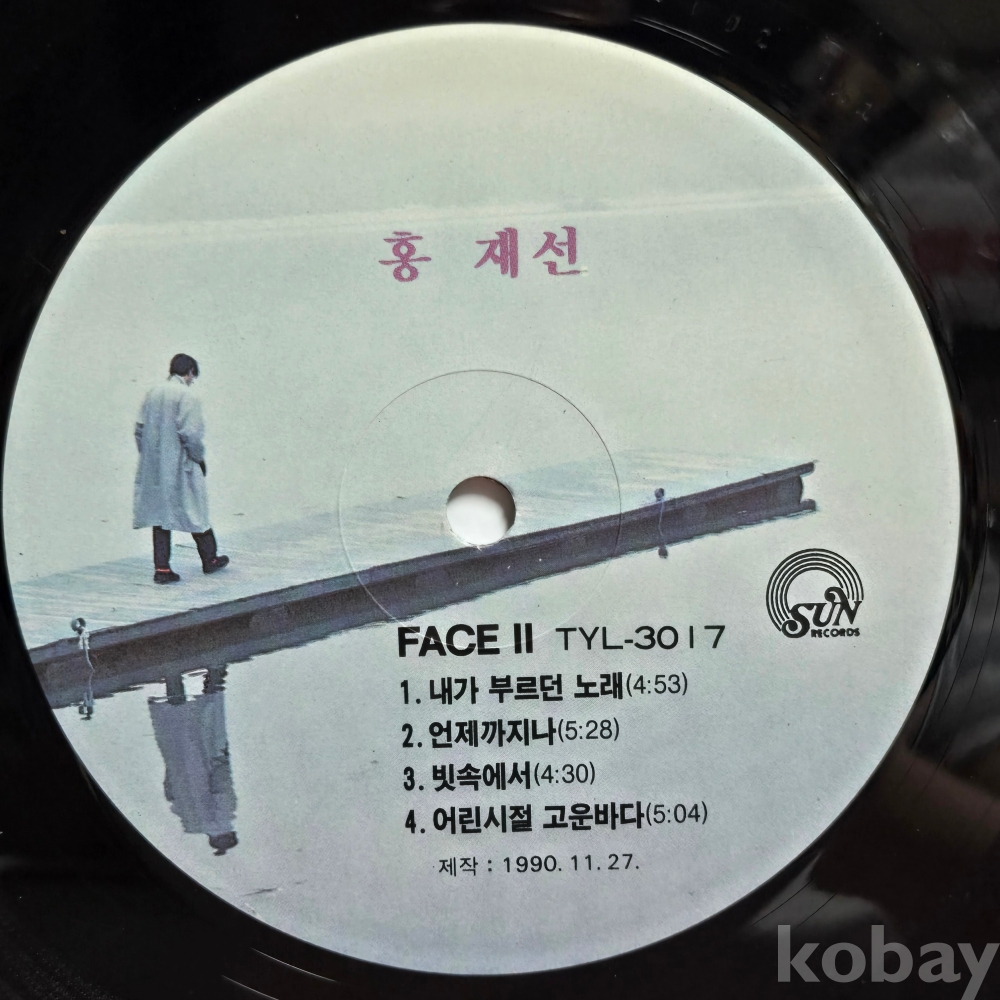 홍 재선
SUN
RECORDS
FACE II TYL-3017
1. 내가 부르던 노래(4:53)
2. 언제까지나(5:28)
3. 빗속에서(4:30)
4. 어린시절 고운바다(5:04)
제작 : 1990. 11. 27.
kobay